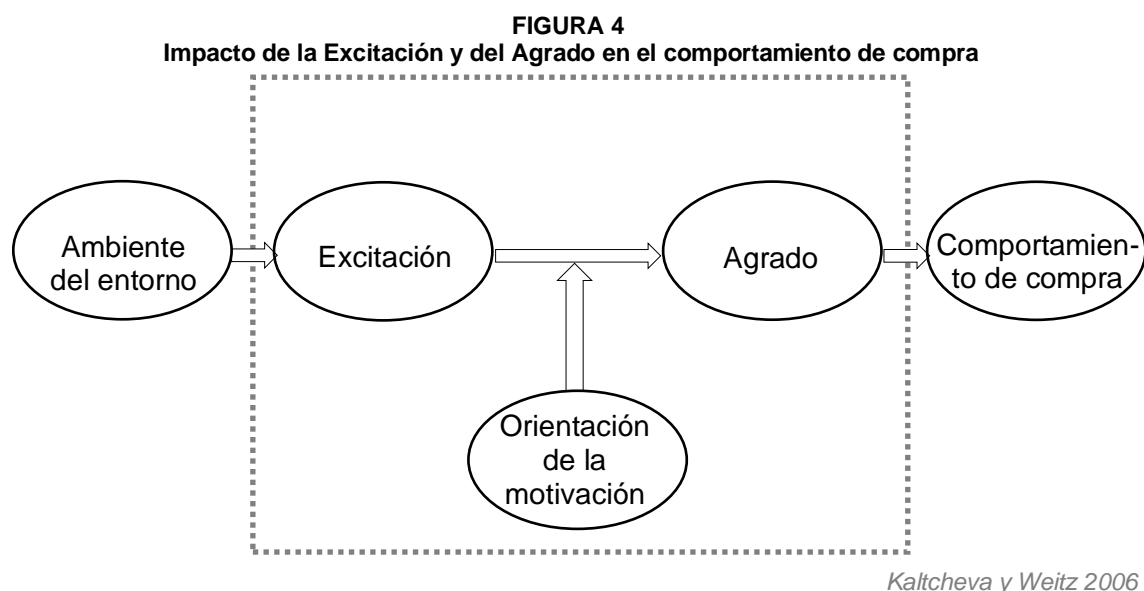 FIGURA 4
Impacto de la Excitación y del Agrado en el comportamiento de compra
Ambiente
del entorno
Excitación
Agrado
Comportamien-
to de compra
Orientación
de la
motivación
Kaltcheva y Weitz 2006